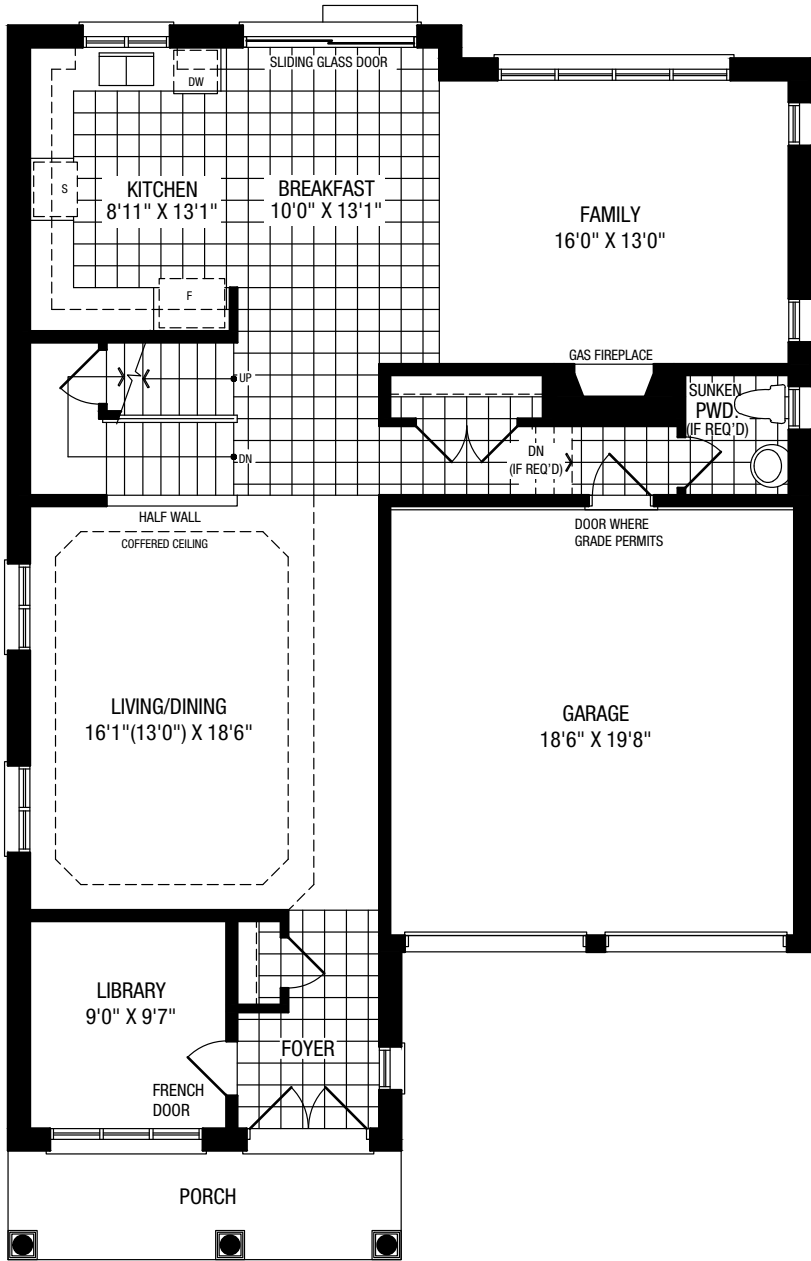 SLIDING GLASS DOOR
DW
S
KITCHEN
8'11" X 13'1"
BREAKFAST
10'0" X 13'1"
FAMILY
16'0" X 13'0"
F
GAS FIREPLACE
UP
DN
SUNKEN
PWD.
(IF REQ'D)
DN
(IF REQ'D)
HALF WALL
COFFERED CEILING
DOOR WHERE
GRADE PERMITS
LIVING/DINING
16'1"(13'0") X 18'6"
GARAGE
18'6" X 19'8"
LIBRARY
9'0" X 9'7"
FOYER
FRENCH
DOOR
PORCH